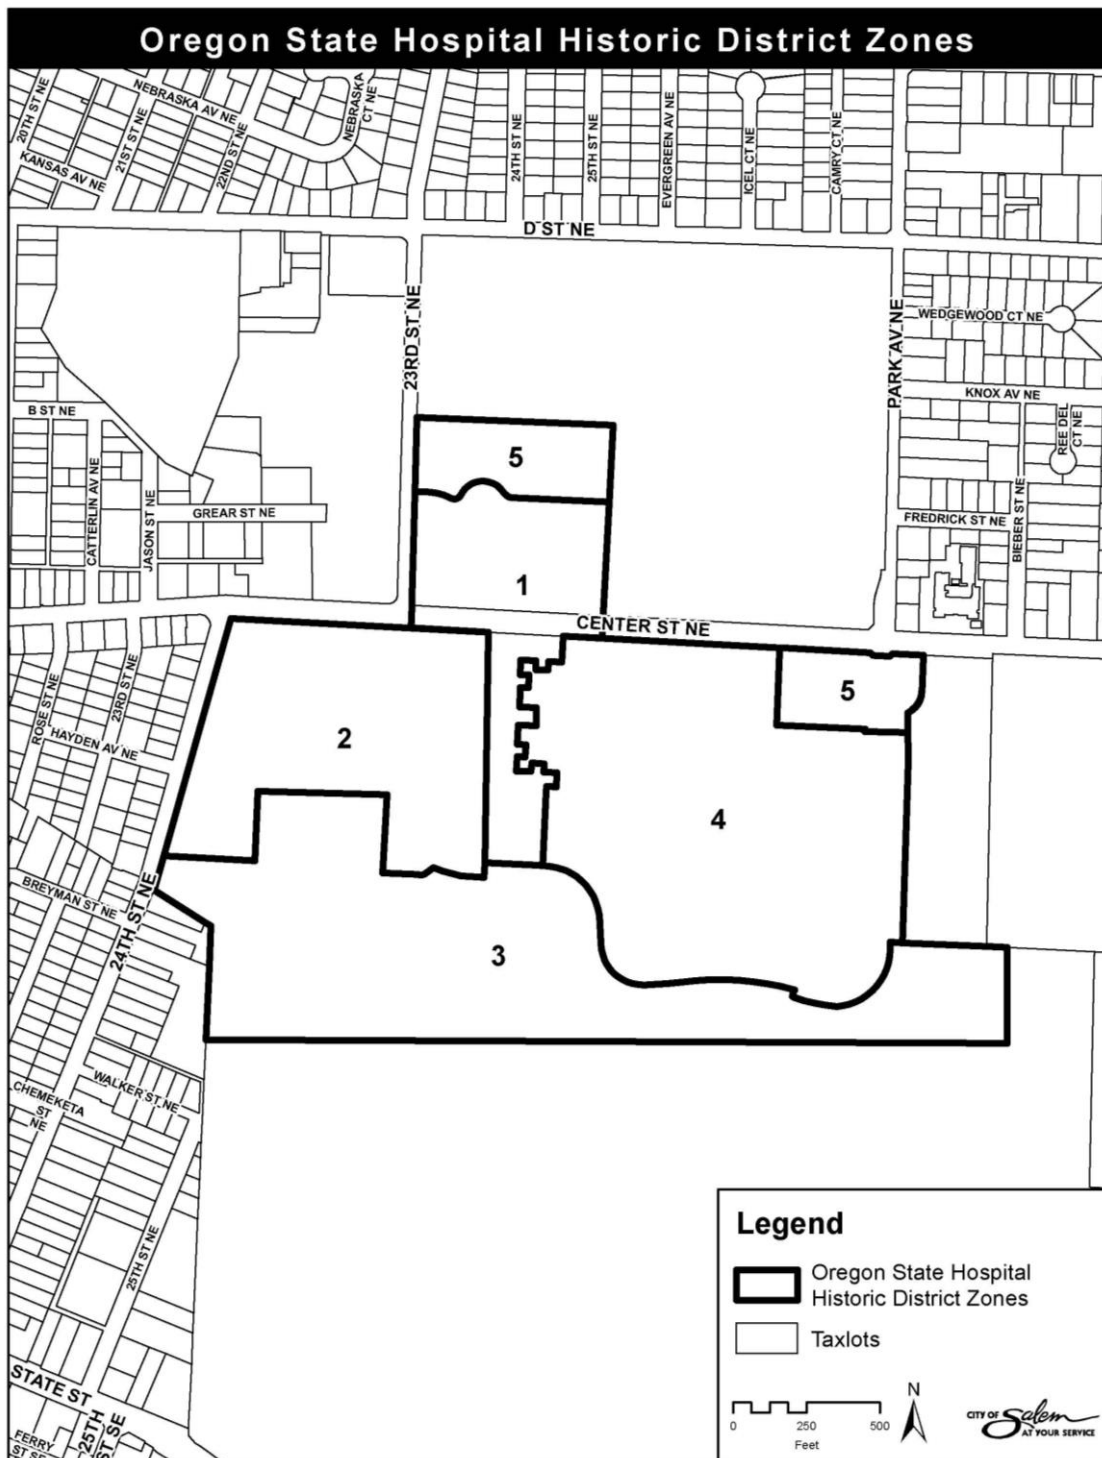 Oregon State Hospital Historic District Zones
20TH ST NE
NEBRASKA AV NE
NEBRASKA
CT NE
KANSAS AV NE
21ST ST NE
22ND ST NE
24TH ST NE
25TH ST NE
EVERGREEN AV NE
ICEL CT NE
CAMRY CT NE
D ST NE
23RD ST NE
PARK AV NE
WEDGEWOOD CT NE
KNOX AV NE
REE DEL
CT NE
B ST NE
CATTERLIN AV NE
JASON ST NE
GREAR ST NE
FREDRICK ST NE
BIEBER ST NE
5
1
CENTER ST NE
ROSE ST NE
23RD ST NE
HAYDEN AV NE
2
5
4
BREYMAN ST NE
24TH ST NE
3
WALKER ST NE
CHEMEKETA
ST
NE
25TH ST NE
STATE ST
25TH
ST SE
FERRY
ST SE
Legend
Oregon State Hospital
Historic District Zones
Taxlots
0 250 500
Feet
N
CITY OF Salem
AT YOUR SERVICE